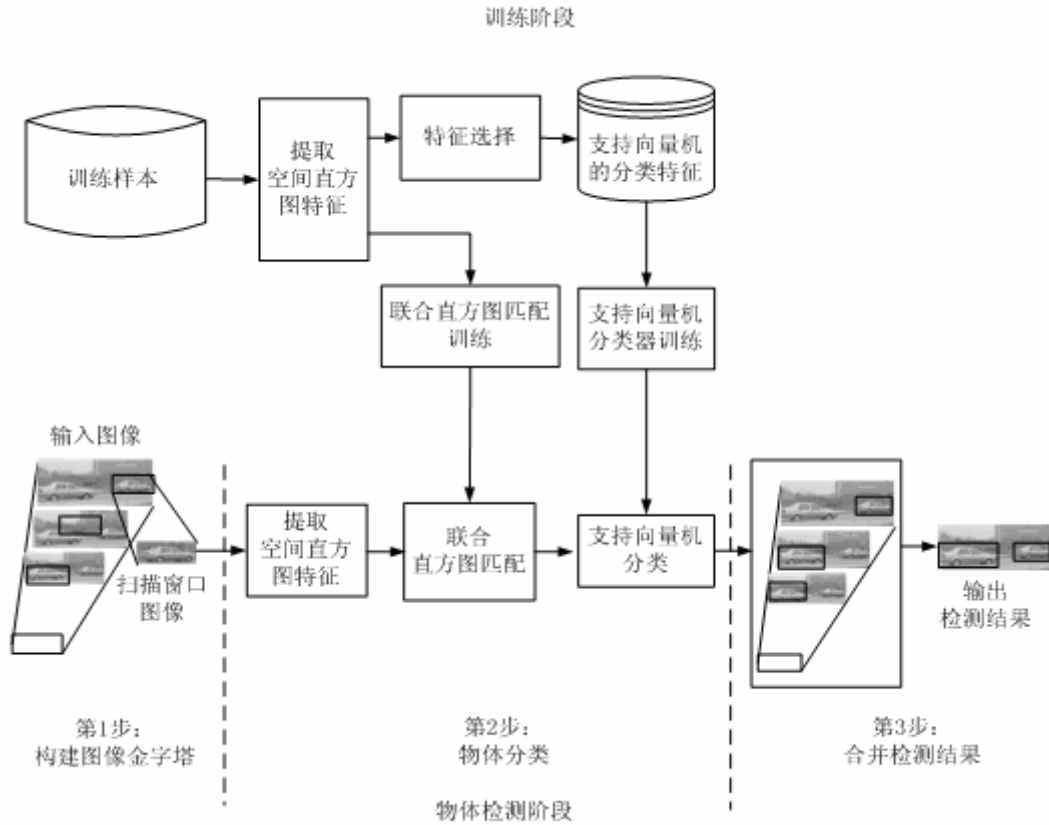 训练阶段
训练样本
提取
空间直方
图特征
特征选择
支持向量机
的分类特征
联合直方图匹配
训练
支持向量机
分类器训练
输入图像
扫描窗口
图像
提取
空间直方
图特征
联合
直方图匹配
支持向量机
分类
输出
检测结果
第1步:
构建图像金字塔
第2步:
物体分类
第3步:
合并检测结果
物体检测阶段